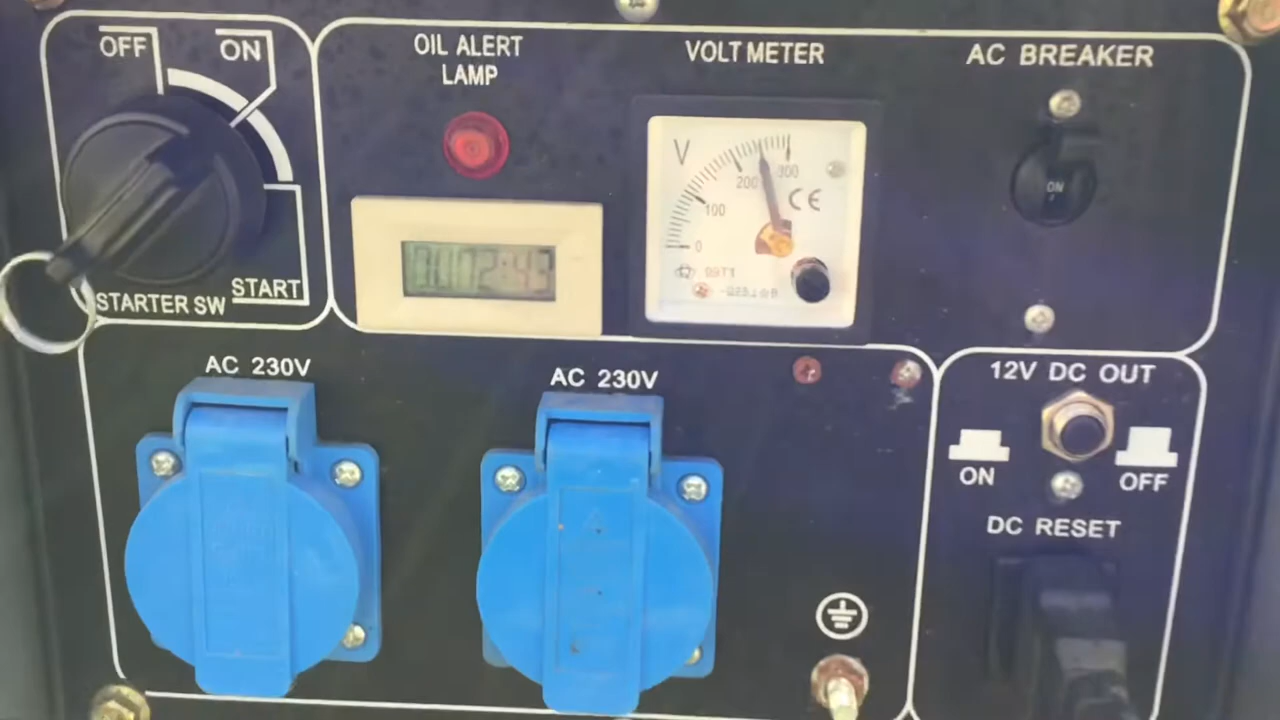 OFF
ON
START
STARTER SW
OIL ALERT
LAMP
VOLT METER
V
0
100
200
300
CE
AC BREAKER
ON
AC 230V
AC 230V
12V DC OUT
ON
OFF
DC RESET